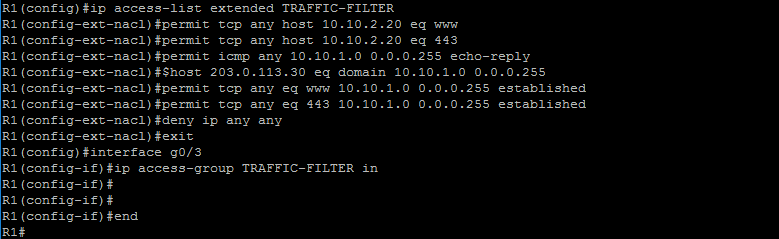 R1(config)#ip access-list extended TRAFFIC-FILTER
R1(config-ext-nacl)#permit tcp any host 10.10.2.20 eq www
R1(config-ext-nacl)#permit tcp any host 10.10.2.20 eq 443
R1(config-ext-nacl)#permit icmp any 10.10.1.0 0.0.0.255 echo-reply
R1(config-ext-nacl)#$host 203.0.113.30 eq domain 10.10.1.0 0.0.0.255
R1(config-ext-nacl)#permit tcp any eq www 10.10.1.0 0.0.0.255 established
R1(config-ext-nacl)#permit tcp any eq 443 10.10.1.0 0.0.0.255 established
R1(config-ext-nacl)#deny ip any any
R1(config-ext-nacl)#exit
R1(config)#interface g0/3
R1(config-if)#ip access-group TRAFFIC-FILTER in
R1(config-if)#
R1(config-if)#
R1(config-if)#end
R1#